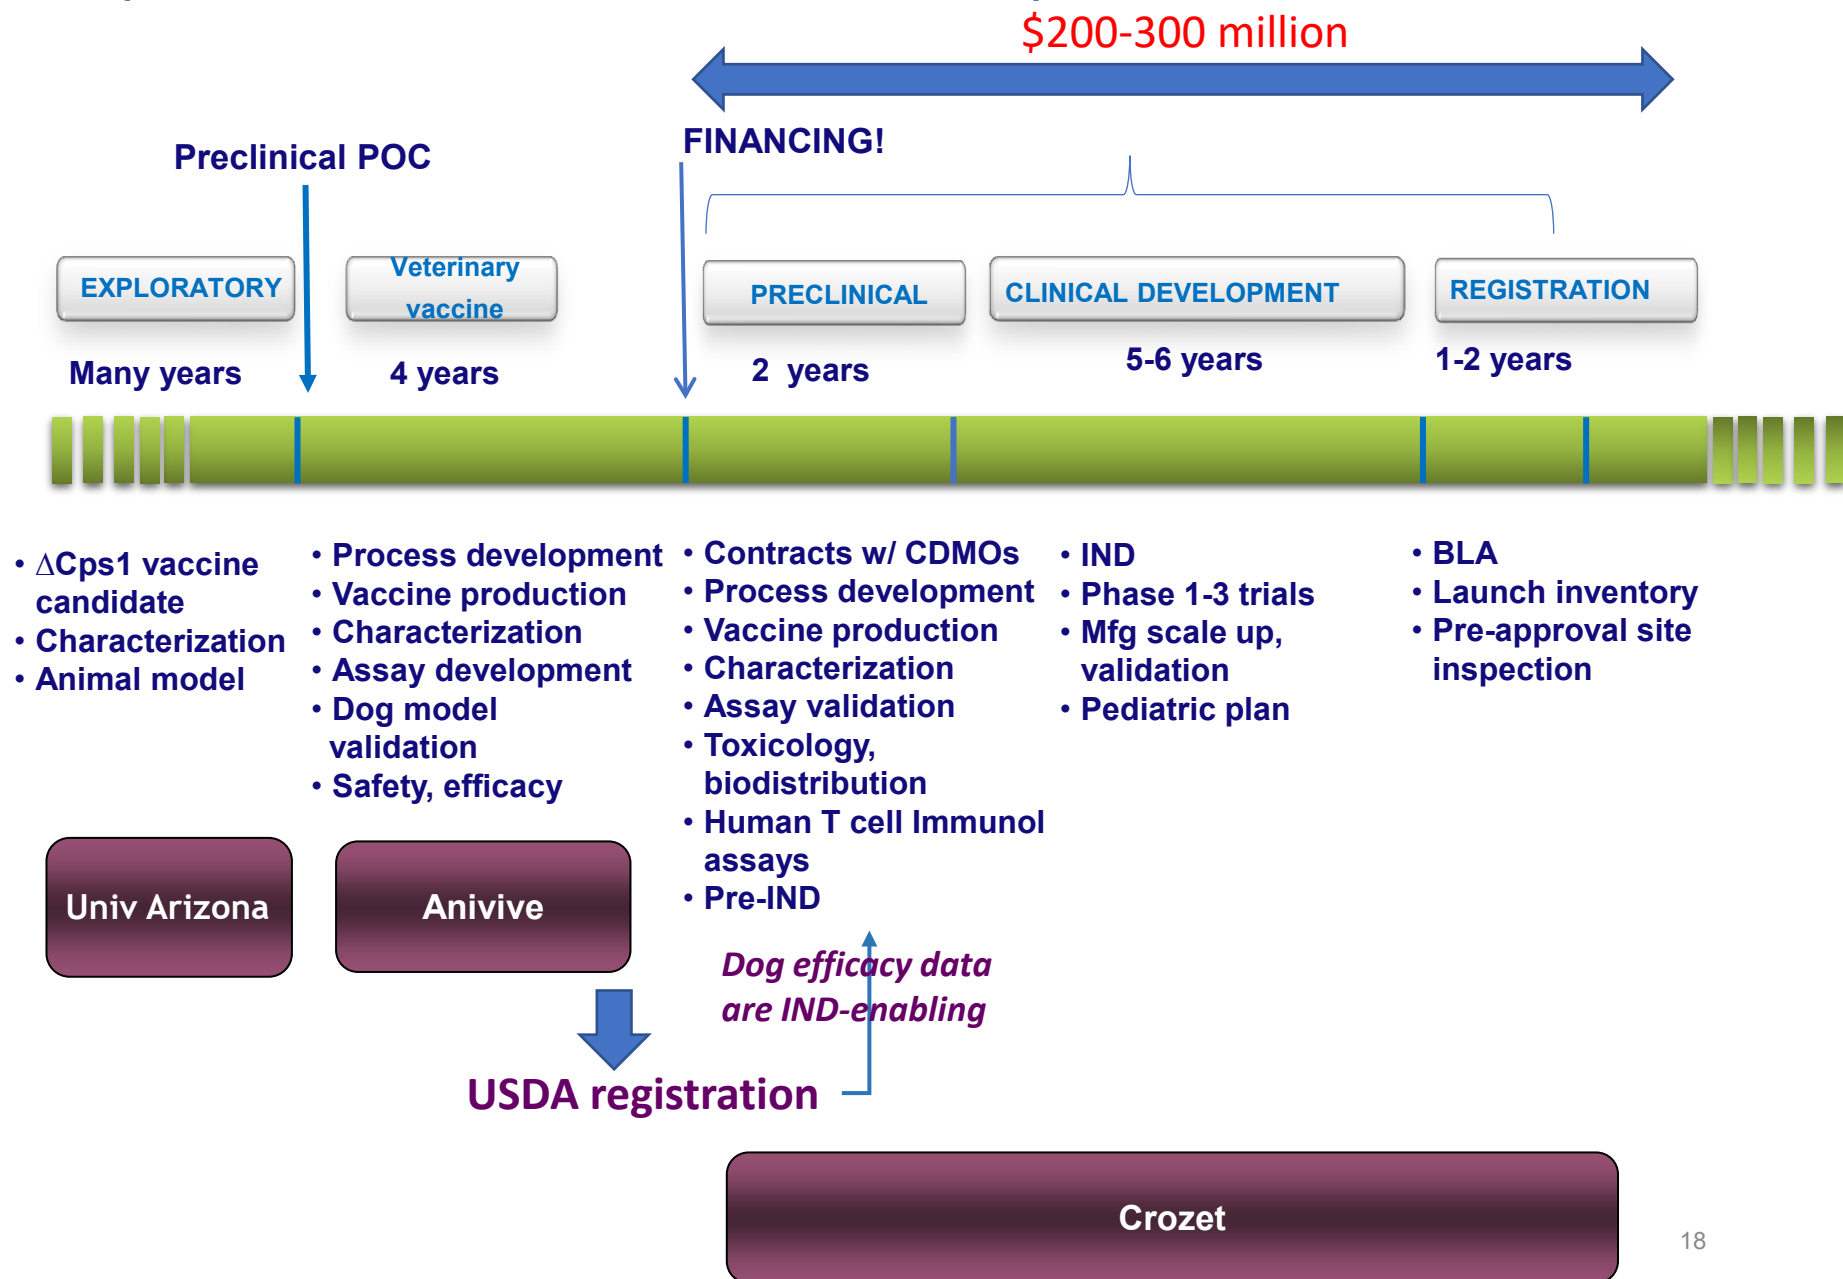 $200-300 million
FINANCING!
Preclinical POC
EXPLORATORY
Veterinary
vaccine
PRECLINICAL
CLINICAL DEVELOPMENT
REGISTRATION
Many years
4 years
2 years
5-6 years
1-2 years
• ΔCps1 vaccine
candidate
• Characterization
• Animal model
• Process development
• Vaccine production
• Characterization
• Assay development
• Dog model
validation
• Safety, efficacy
• Contracts w/ CDMOs
• Process development
• Vaccine production
• Characterization
• Assay validation
• Toxicology,
biodistribution
• Human T cell Immunol
assays
• Pre-IND
• IND
• Phase 1-3 trials
• Mfg scale up,
validation
• Pediatric plan
• BLA
• Launch inventory
• Pre-approval site
inspection
Univ Arizona
Anivive
Dog efficacy data
are IND-enabling
USDA registration
Crozet
18